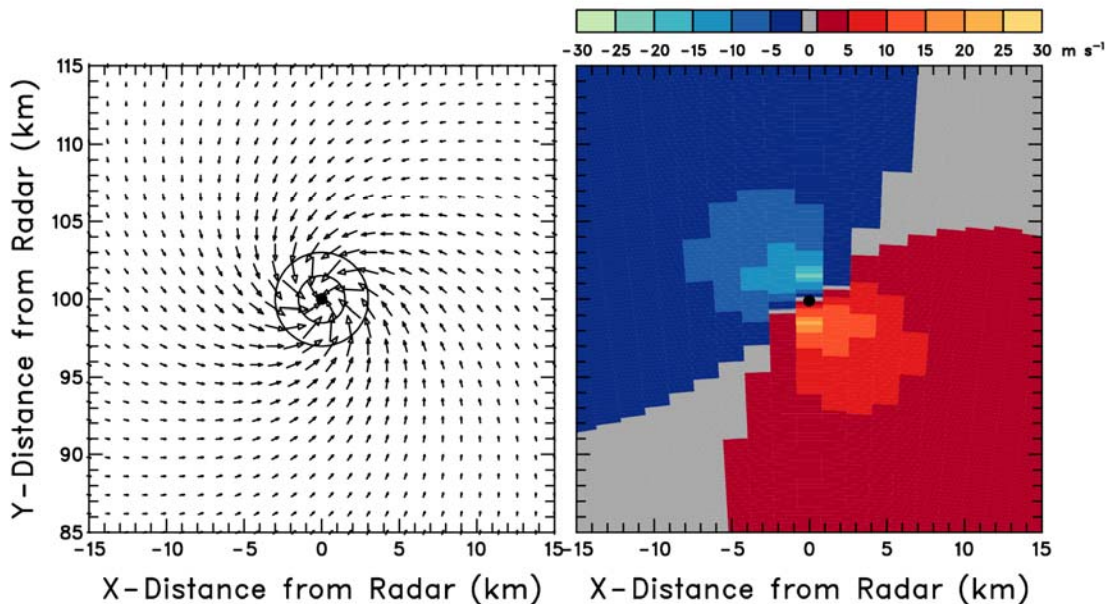 -30 -25 -20 -15 -10 -5 0 5 10 15 20 25 30 m s⁻¹
Y-Distance from Radar (km)
115
110
105
100
95
90
85
-15 -10 -5 0 5 10 15
X-Distance from Radar (km)
-15 -10 -5 0 5 10 15
X-Distance from Radar (km)